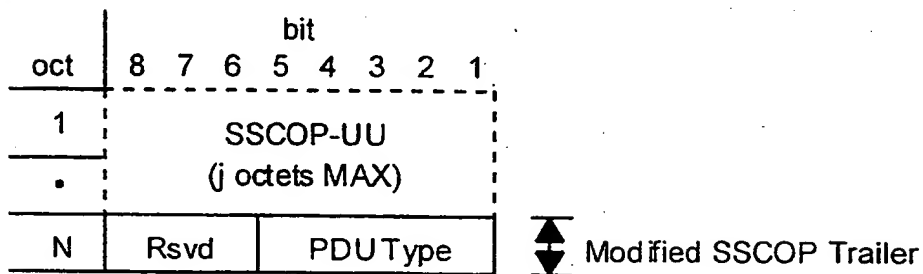 bit
oct 8 7 6 5 4 3 2 1
1 SSCOP-UU
(j octets MAX)
N Rsvd PDU Type Modified SSCOP Trailer